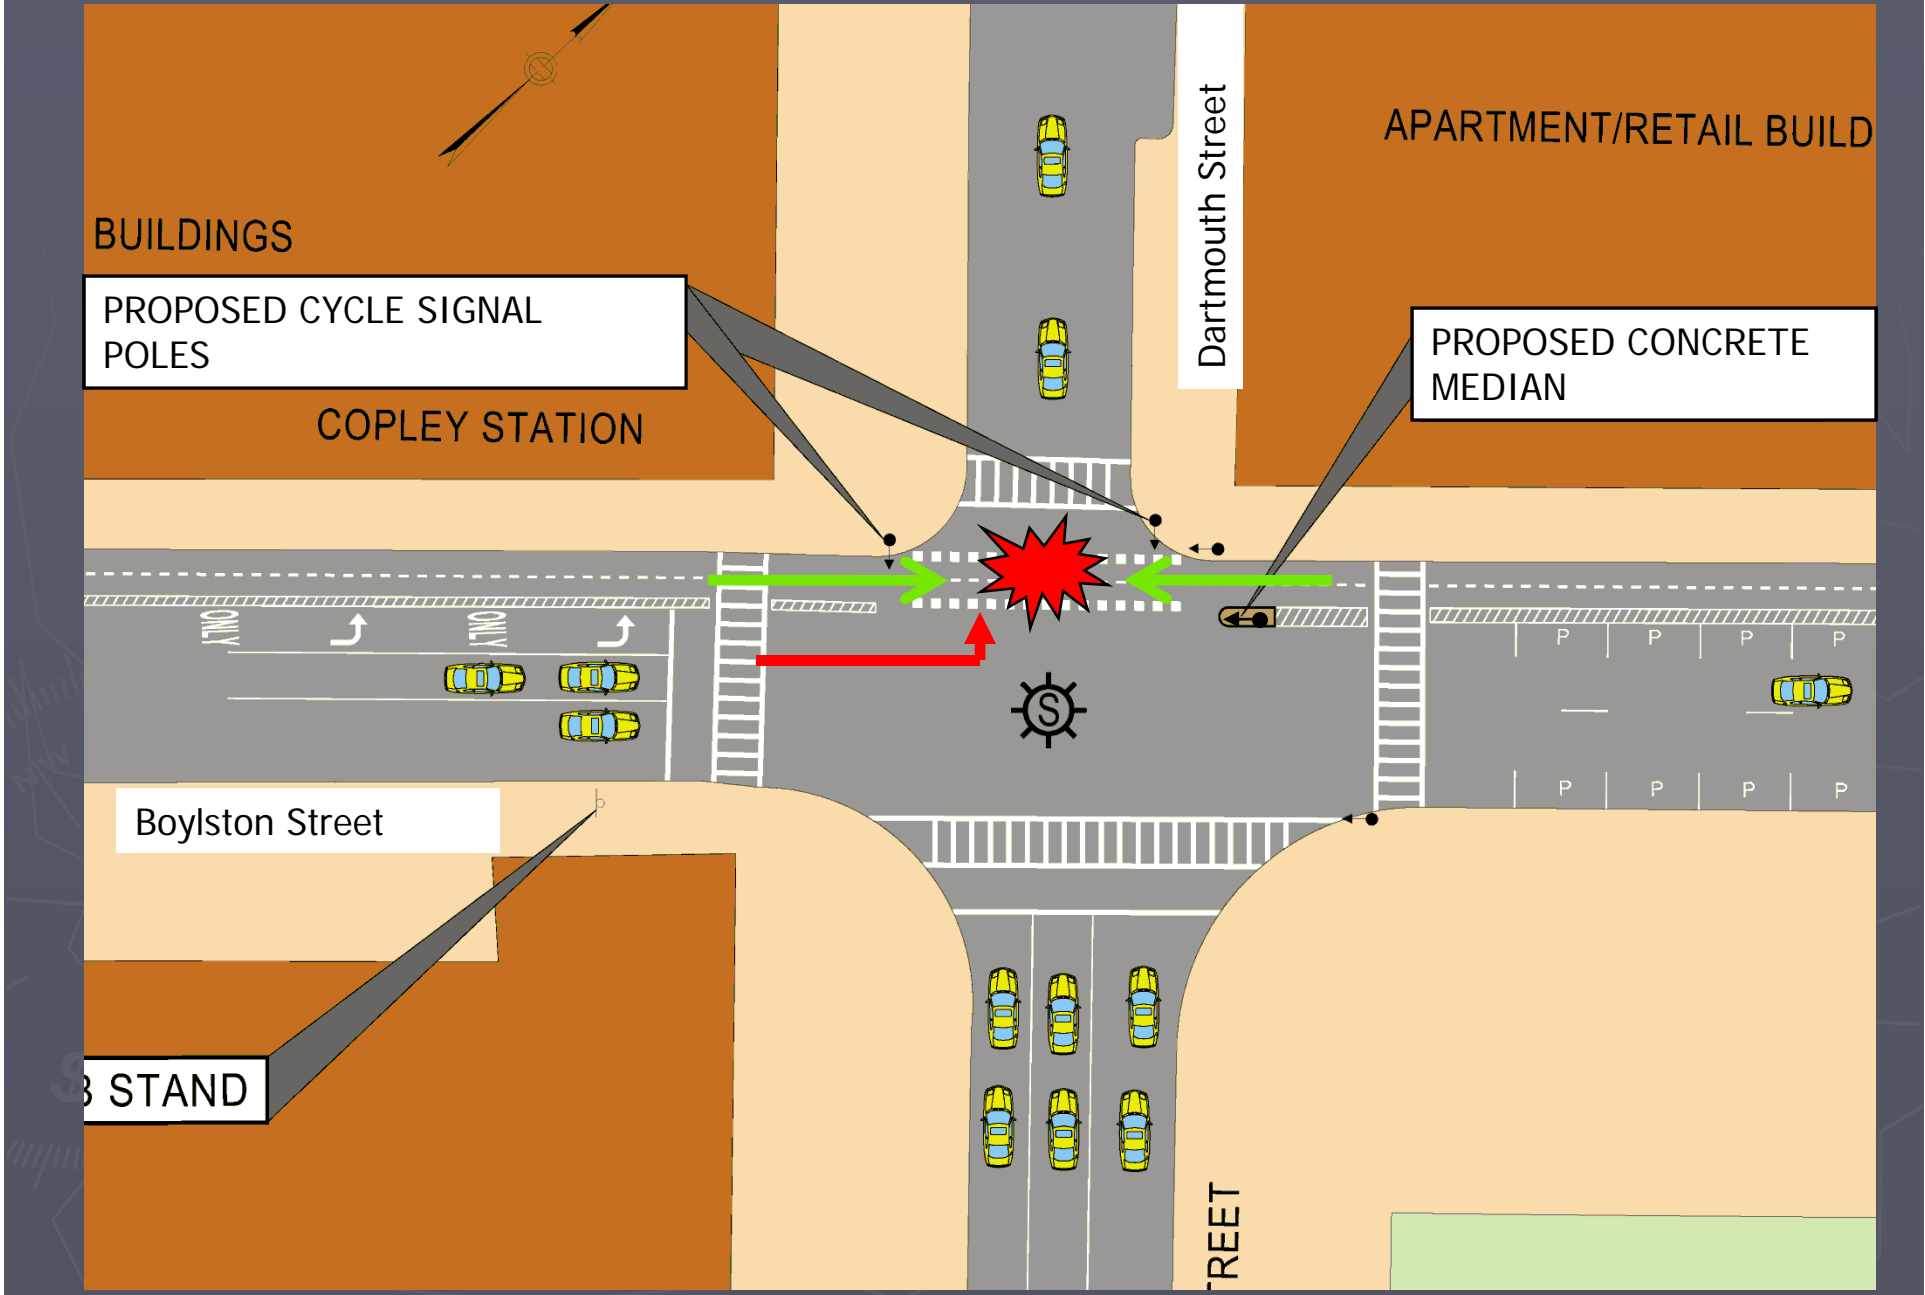 Dartmouth Street
APARTMENT/RETAIL BUILD
BUILDINGS
PROPOSED CYCLE SIGNAL
POLES
PROPOSED CONCRETE
MEDIAN
COPLEY STATION
ONLY
ONLY
P
P
P
P
S
P
P
P
P
Boylston Street
STAND
TREET